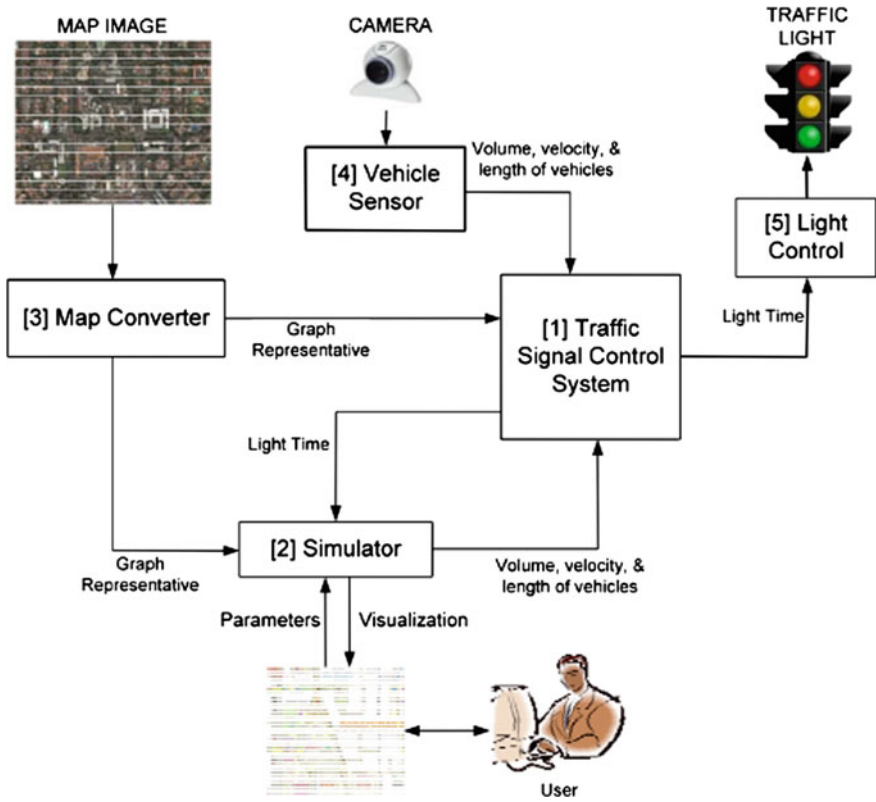 MAP IMAGE
CAMERA
TRAFFIC
LIGHT
[4] Vehicle
Sensor
Volume, velocity, &
length of vehicles
[5] Light
Control
[3] Map Converter
Graph
Representative
[1] Traffic
Signal Control
System
Light Time
Light Time
[2] Simulator
Graph
Representative
Volume, velocity, &
length of vehicles
Parameters
Visualization
User